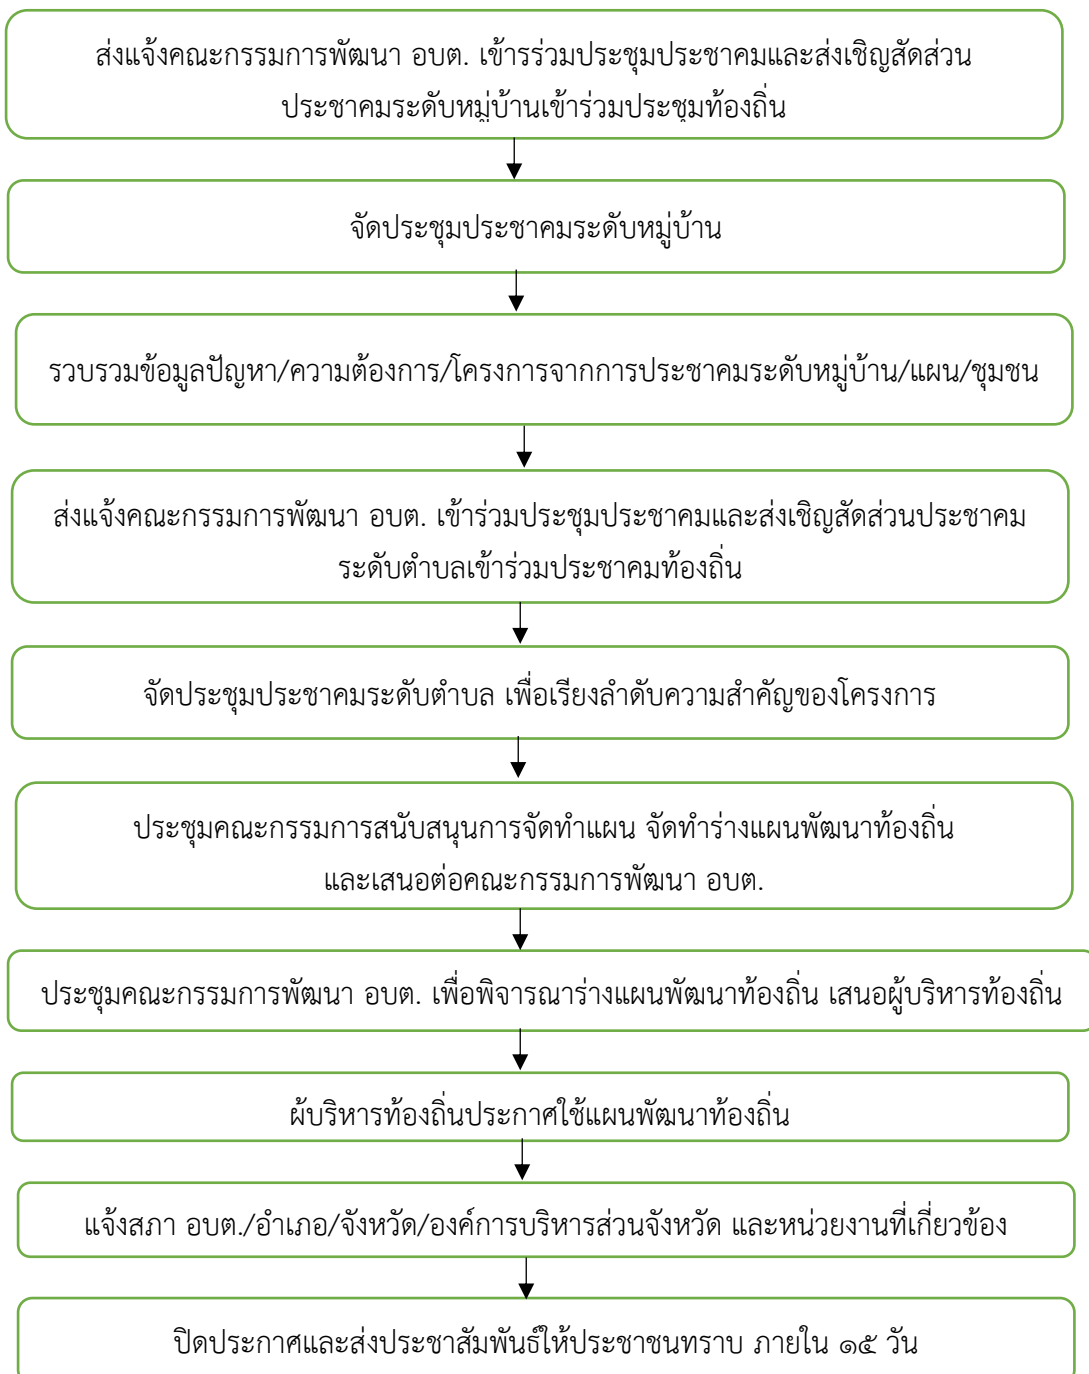 ส่งแจ้งคณะกรรมการพัฒนา อบต. เข้ารร่วมประชุมประชาคมและส่งเชิญสัดส่วน
ประชาคมระดับหมู่บ้านเข้าร่วมประชุมท้องถิ่น
จัดประชุมประชาคมระดับหมู่บ้าน
รวบรวมข้อมูลปัญหา/ความต้องการ/โครงการจากการประชาคมระดับหมู่บ้าน/แผน/ชุมชน
ส่งแจ้งคณะกรรมการพัฒนา อบต. เข้าร่วมประชุมประชาคมและส่งเชิญสัดส่วนประชาคม
ระดับตำบลเข้าร่วมประชาคมท้องถิ่น
จัดประชุมประชาคมระดับตำบล เพื่อเรียงลำดับความสำคัญของโครงการ
ประชุมคณะกรรมการสนับสนุนการจัดทำแผน จัดทำร่างแผนพัฒนาท้องถิ่น
และเสนอต่อคณะกรรมการพัฒนา อบต.
ประชุมคณะกรรมการพัฒนา อบต. เพื่อพิจารณาร่างแผนพัฒนาท้องถิ่น เสนอผู้บริหารท้องถิ่น
ผ้บริหารท้องถิ่นประกาศใช้แผนพัฒนาท้องถิ่น
แจ้งสภา อบต./อำเภอ/จังหวัด/องค์การบริหารส่วนจังหวัด และหน่วยงานที่เกี่ยวข้อง
ปิดประกาศและส่งประชาสัมพันธ์ให้ประชาชนทราบ ภายใน ๑๕ วัน